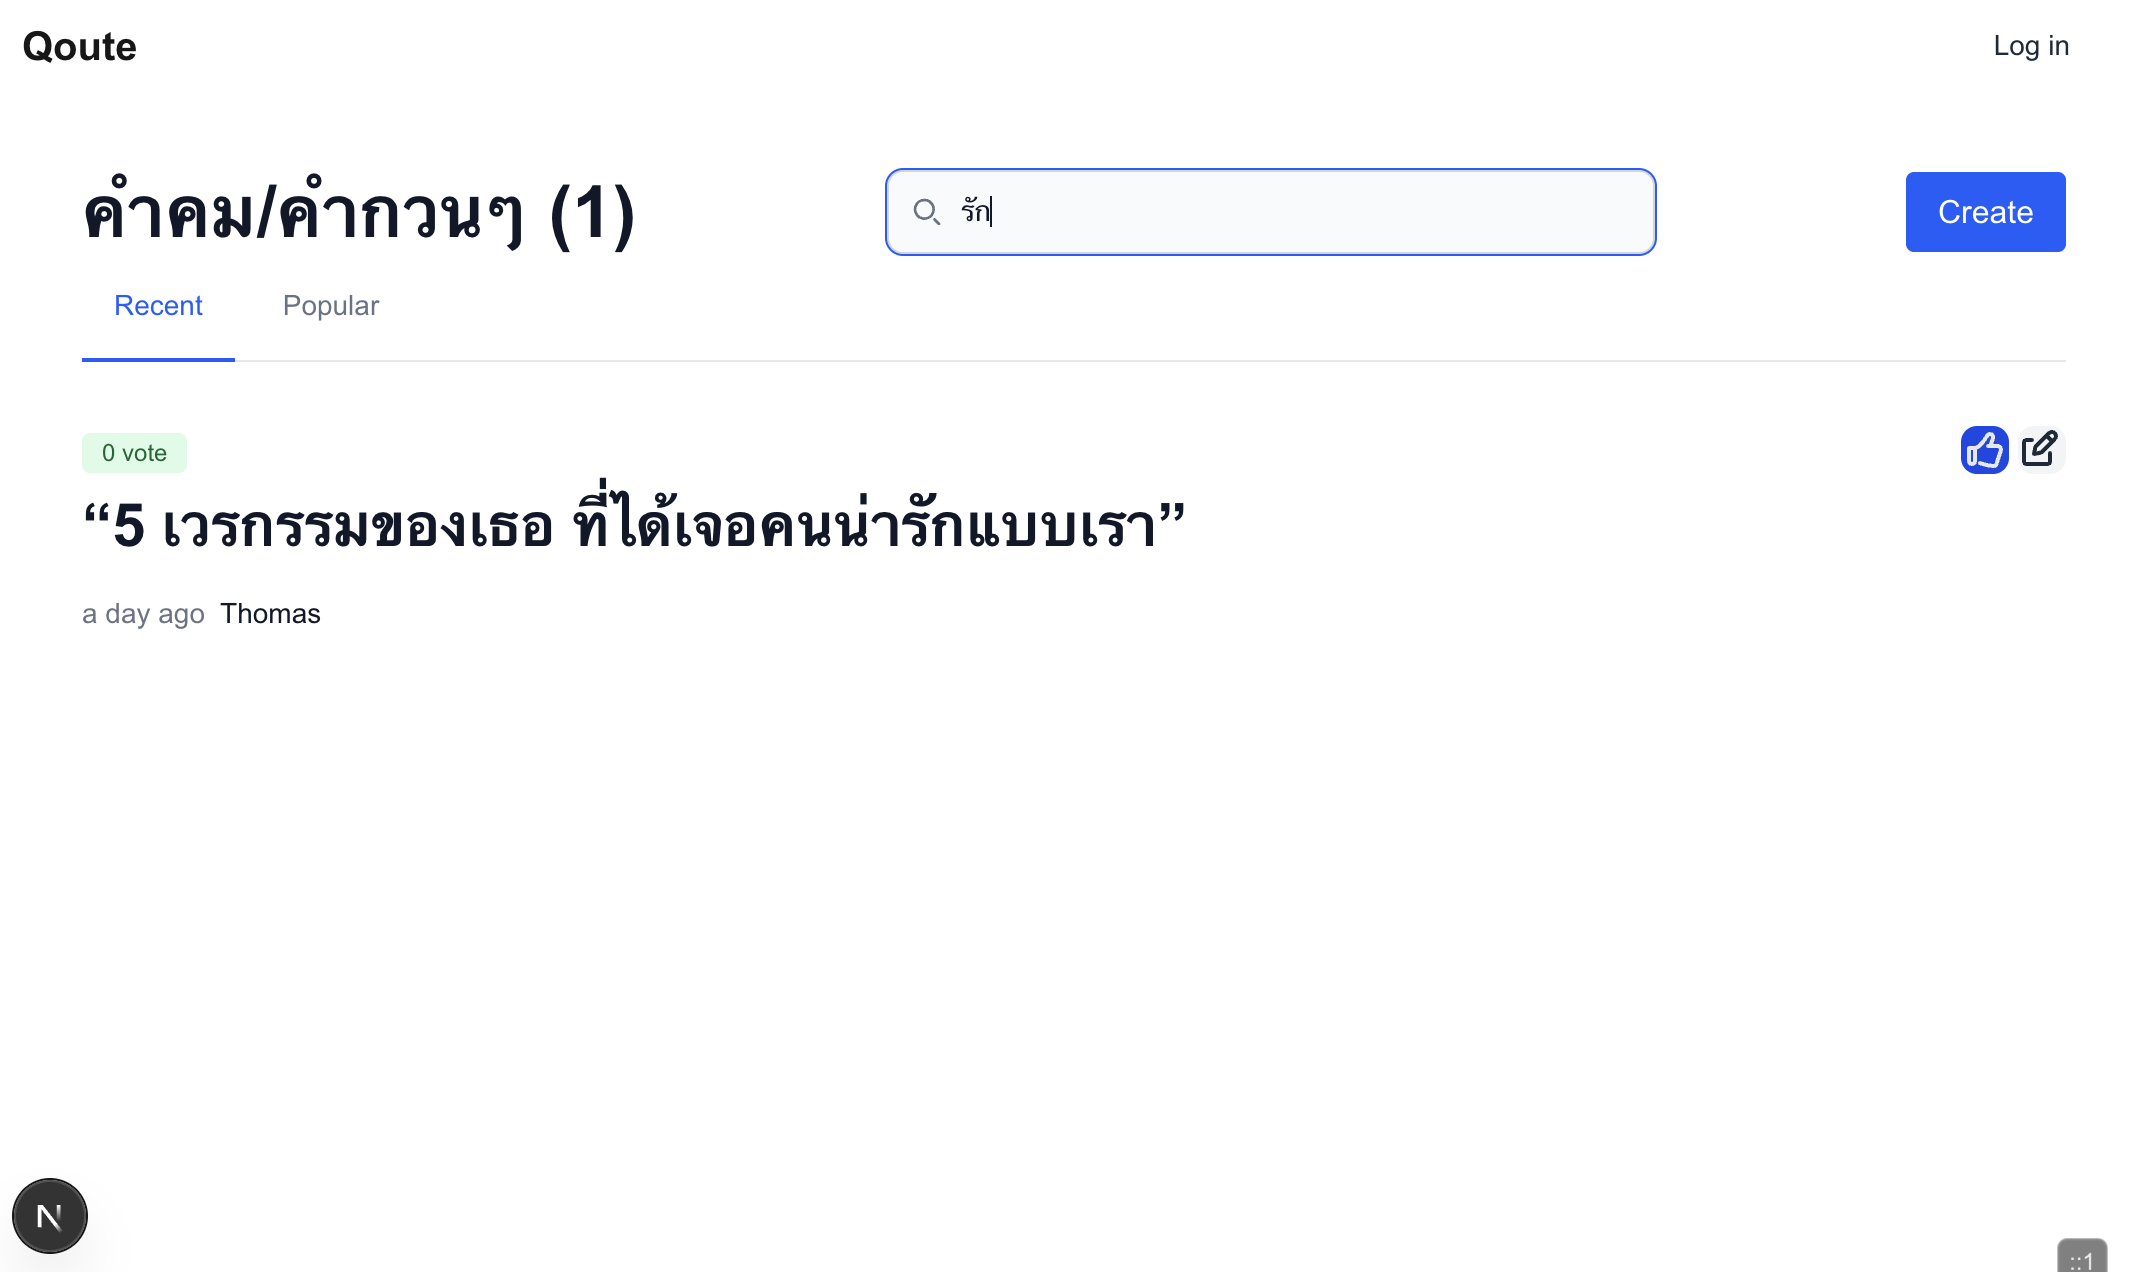 Qoute
Log in
คำคม/คำกวนๆ (1)
รัก
Create
Recent
Popular
0 vote
“5 เวรกรรมของเธอ ที่ได้เจอคนน่ารักแบบเรา”
a day ago Thomas
N
::1